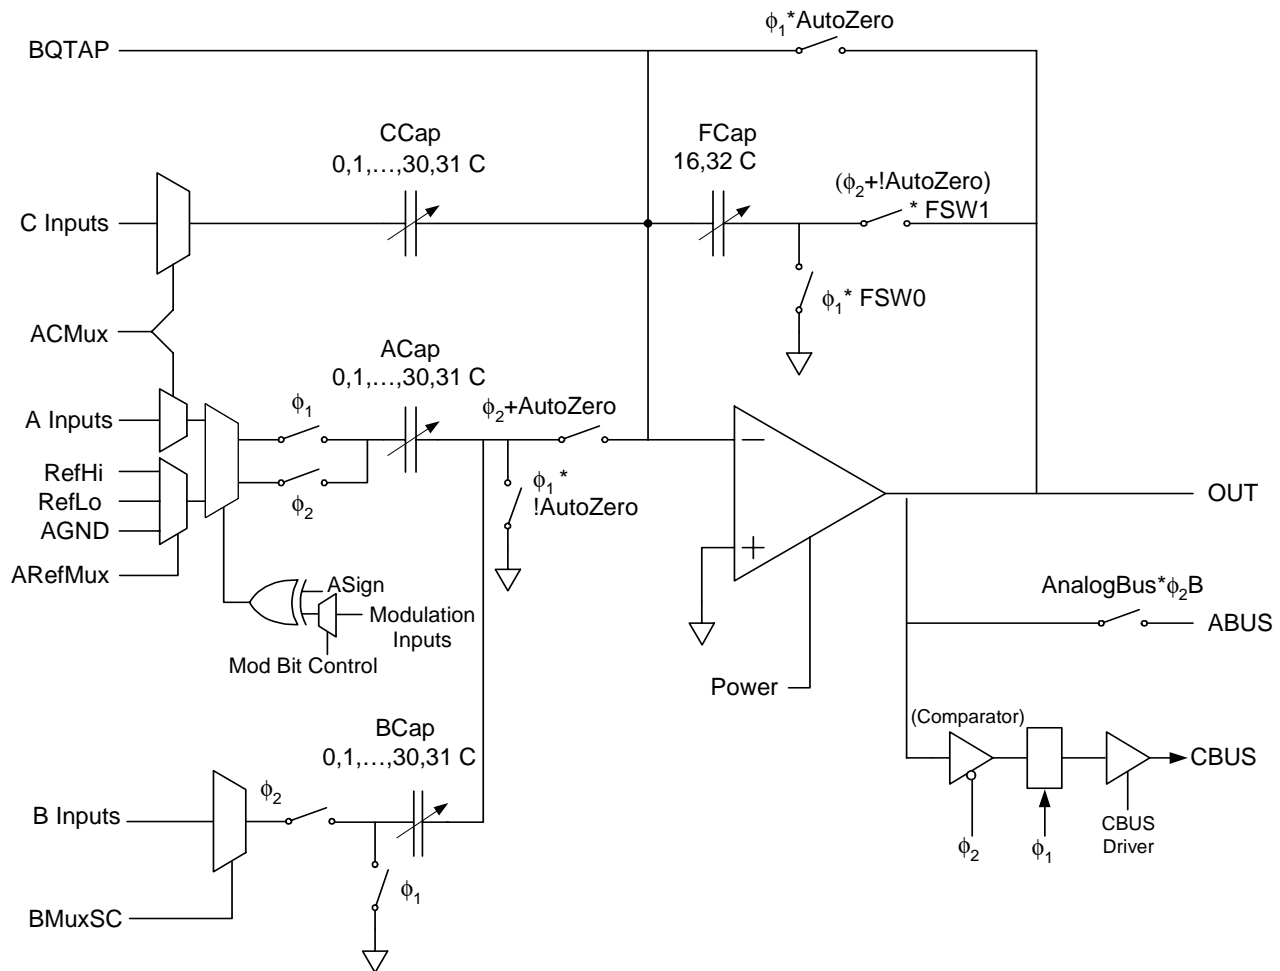 ϕ1*AutoZero
BQTAP
CCap
0,1,…,30,31 C
FCap
16,32 C
(ϕ2+!AutoZero)
* FSW1
C Inputs
ϕ1* FSW0
ACMux
ACap
0,1,…,30,31 C
A Inputs
ϕ1
ϕ2+AutoZero
RefHi
RefLo
AGND
ϕ2
ϕ1*
!AutoZero
OUT
ARefMux
ASign
Modulation
Inputs
Mod Bit Control
AnalogBus*ϕ2B
ABUS
Power
(Comparator)
BCap
0,1,…,30,31 C
CBUS
ϕ2
B Inputs
CBUS
Driver
ϕ2
ϕ1
ϕ1
BMuxSC